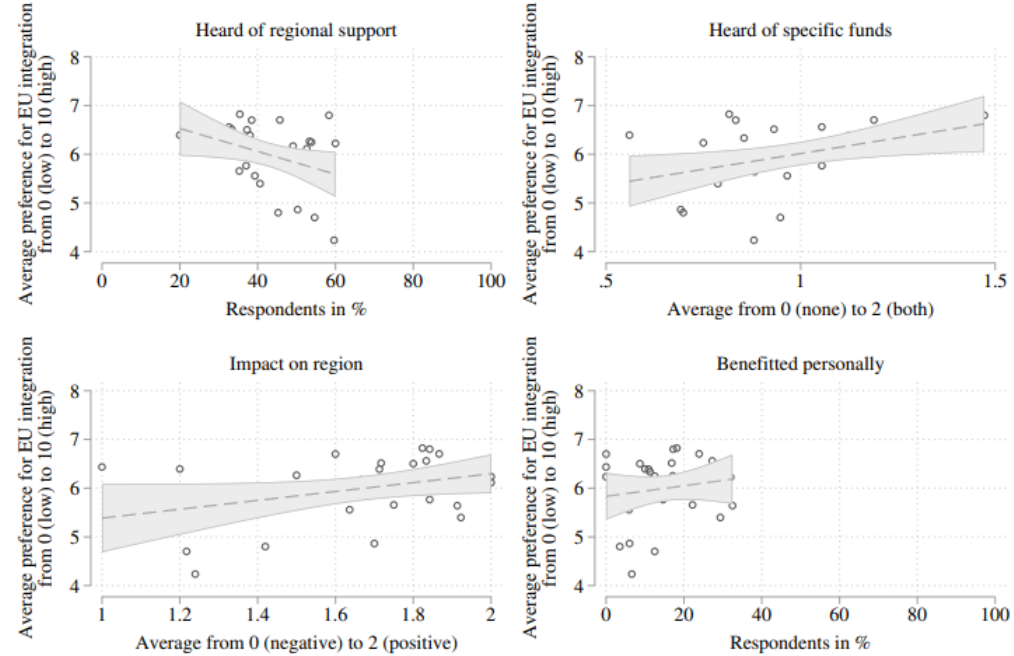 Heard of regional support
Average preference for EU integration
from 0 (low) to 10 (high)
8
7
6
5
4
0 20 40 60 80 100
Respondents in %
Heard of specific funds
Average preference for EU integration
from 0 (low) to 10 (high)
8
7
6
5
4
.5 1 1.5
Average from 0 (none) to 2 (both)
Impact on region
Average preference for EU integration
from 0 (low) to 10 (high)
8
7
6
5
4
1 1.2 1.4 1.6 1.8 2
Average from 0 (negative) to 2 (positive)
Benefitted personally
Average preference for EU integration
from 0 (low) to 10 (high)
8
7
6
5
4
0 20 40 60 80 100
Respondents in %